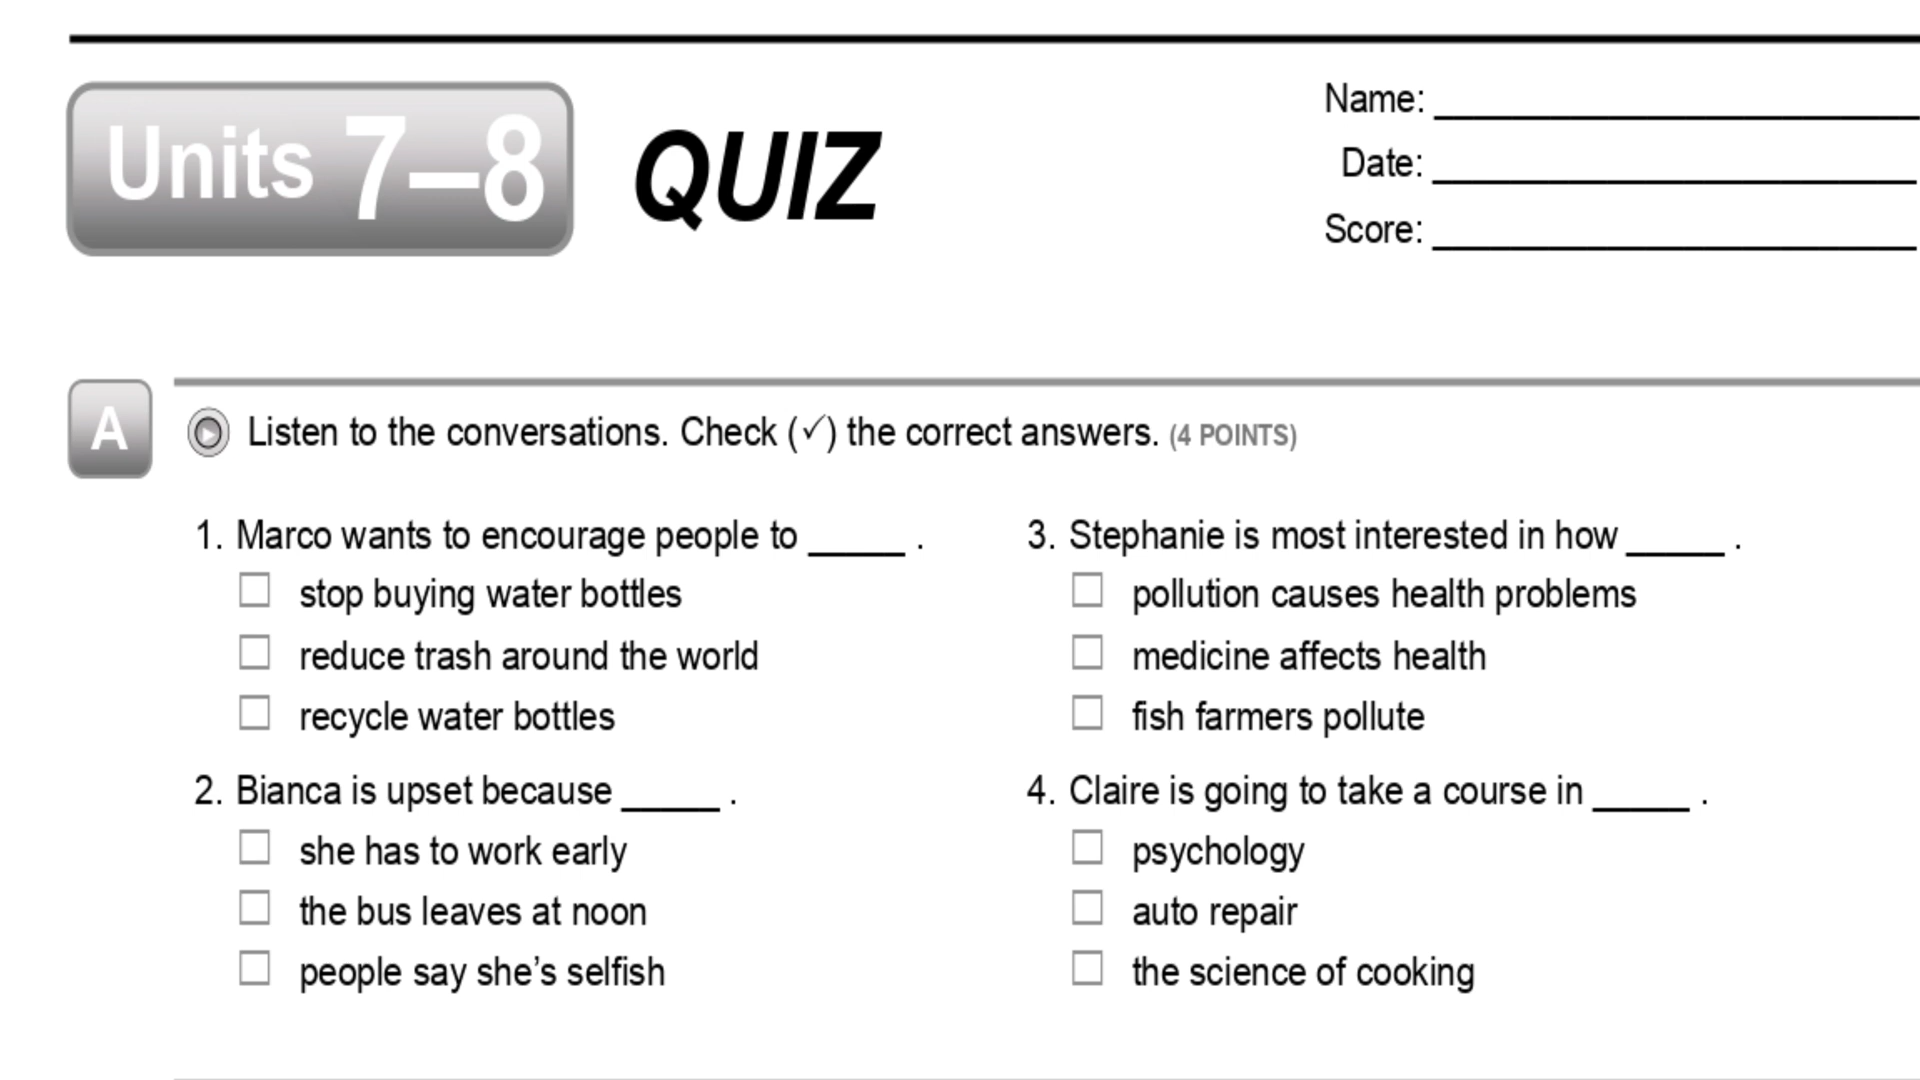 Units 7–8 QUIZ
Name:
Date:
Score:
A
Listen to the conversations. Check (✓) the correct answers. (4 POINTS)
1. Marco wants to encourage people to _____ .
stop buying water bottles
reduce trash around the world
recycle water bottles
2. Bianca is upset because _____ .
she has to work early
the bus leaves at noon
people say she’s selfish
3. Stephanie is most interested in how _____ .
pollution causes health problems
medicine affects health
fish farmers pollute
4. Claire is going to take a course in _____ .
psychology
auto repair
the science of cooking